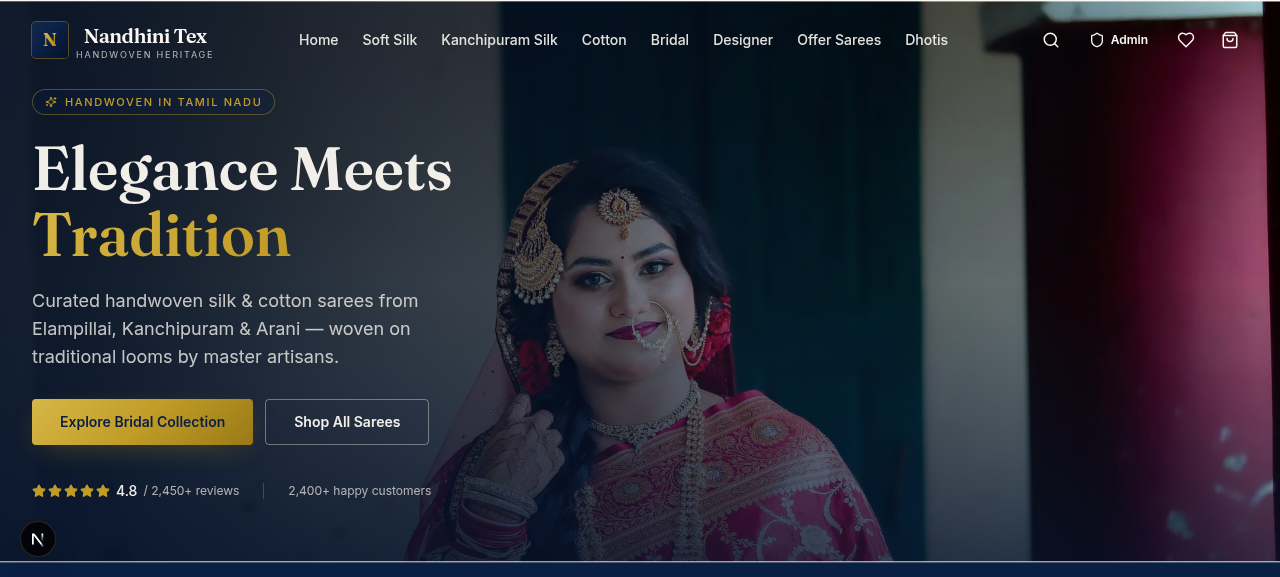 N
Nandhini Tex
HANDWOVEN HERITAGE
Home
Soft Silk
Kanchipuram Silk
Cotton
Bridal
Designer
Offer Sarees
Dhotis
Admin
HANDWOVEN IN TAMIL NADU
Elegance Meets
Tradition
Curated handwoven silk & cotton sarees from
Elampillai, Kanchipuram & Arani — woven on
traditional looms by master artisans.
Explore Bridal Collection
Shop All Sarees
4.8 / 2,450+ reviews
2,400+ happy customers
N